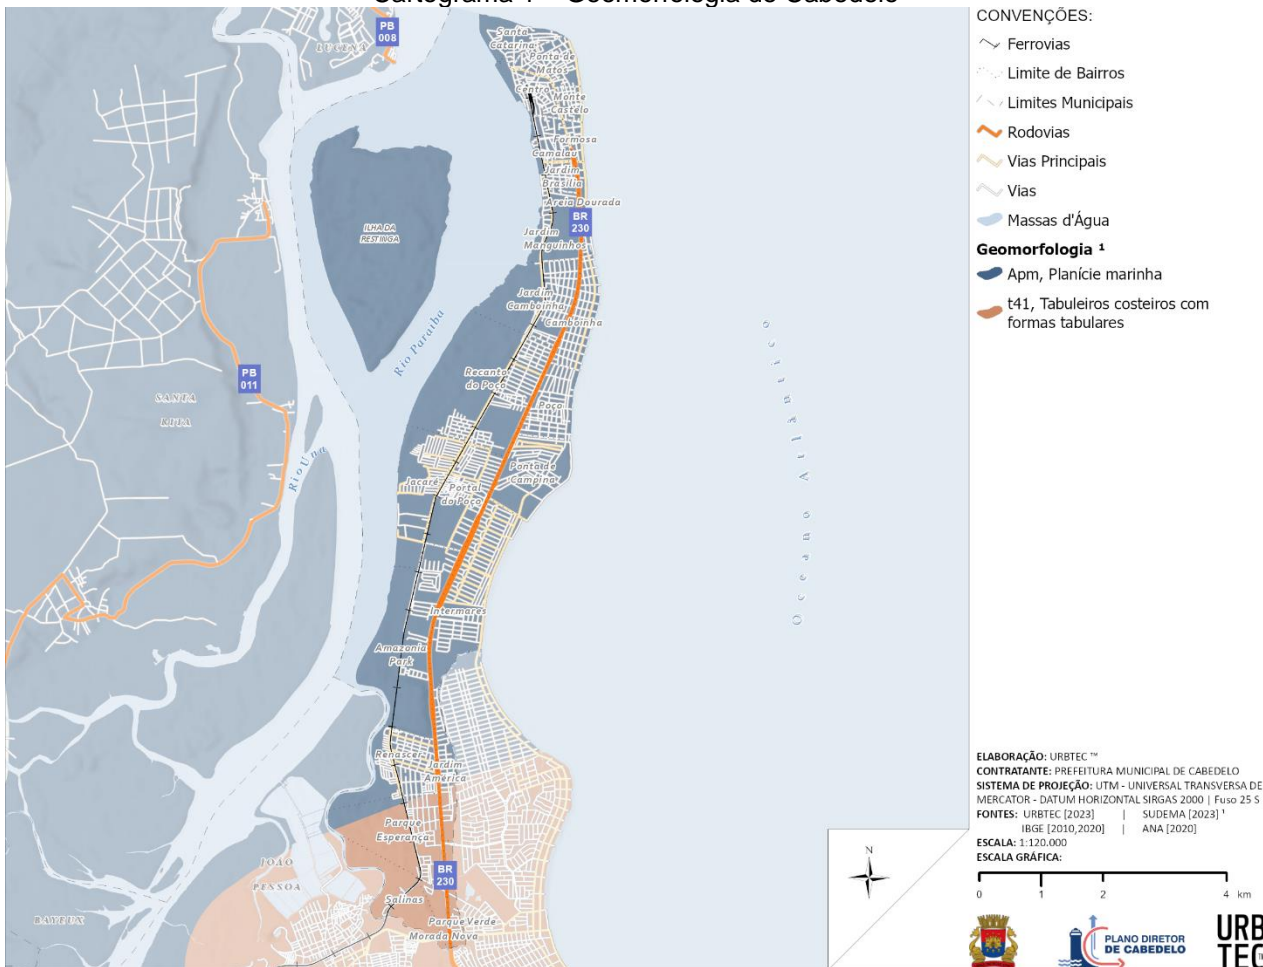 Cartograma 1 – Geomorfologia de Cabedelo
CONVENÇÕES:
Ferrovias
Limite de Bairros
Limites Municipais
Rodovias
Vias Principais
Vias
Massas d'Água
Geomorfologia ¹
Apm, Planície marinha
t41, Tabuleiros costeiros com
formas tabulares
PB
008
LUCENA
Santa
Catarina
Ponta de
Matos
Centro
Monte
Castelo
Formosa
Camalaú
Jardim
Brasília
Areia Dourada
BR
230
Jardim
Manguinhos
ILHA DA
RESTINGA
Jardim
Camboinha
Camboinha
Rio Paraíba
Oceano Atlântico
PB
011
SANTA
RITA
Recanto
do Poço
Poço
Rio Una
Ponta de
Campina
Jacaré
Portal
do Poço
Intermares
Amazônia
Park
Renascer
Jardim
América
Parque
Esperança
JOÃO
PESSOA
BR
230
Salinas
BAYEUX
Parque Verde
Morada Nova
N
ELABORAÇÃO: URBTEC ™
CONTRATANTE: PREFEITURA MUNICIPAL DE CABEDELO
SISTEMA DE PROJEÇÃO: UTM - UNIVERSAL TRANSVERSA DE
MERCATOR - DATUM HORIZONTAL SIRGAS 2000 | Fuso 25 S
FONTES: URBTEC [2023] | SUDEMA [2023] ¹
IBGE [2010,2020] | ANA [2020]
ESCALA: 1:120.000
ESCALA GRÁFICA:
0 1 2 4 km
PLANO DIRETOR
DE CABEDELO
URB
TEC